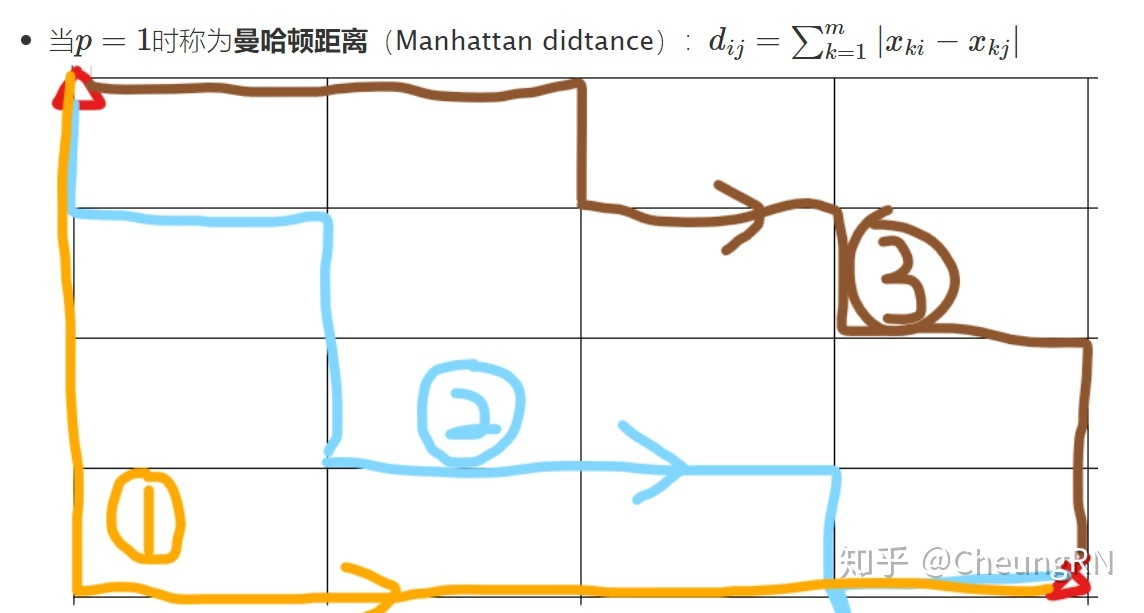 • 当p = 1时称为曼哈顿距离（Manhattan didtance）: d_{ij} = ∑_{k=1}^{m} |x_{ki} − x_{kj}|
③
②
①
知乎 @CheungRN